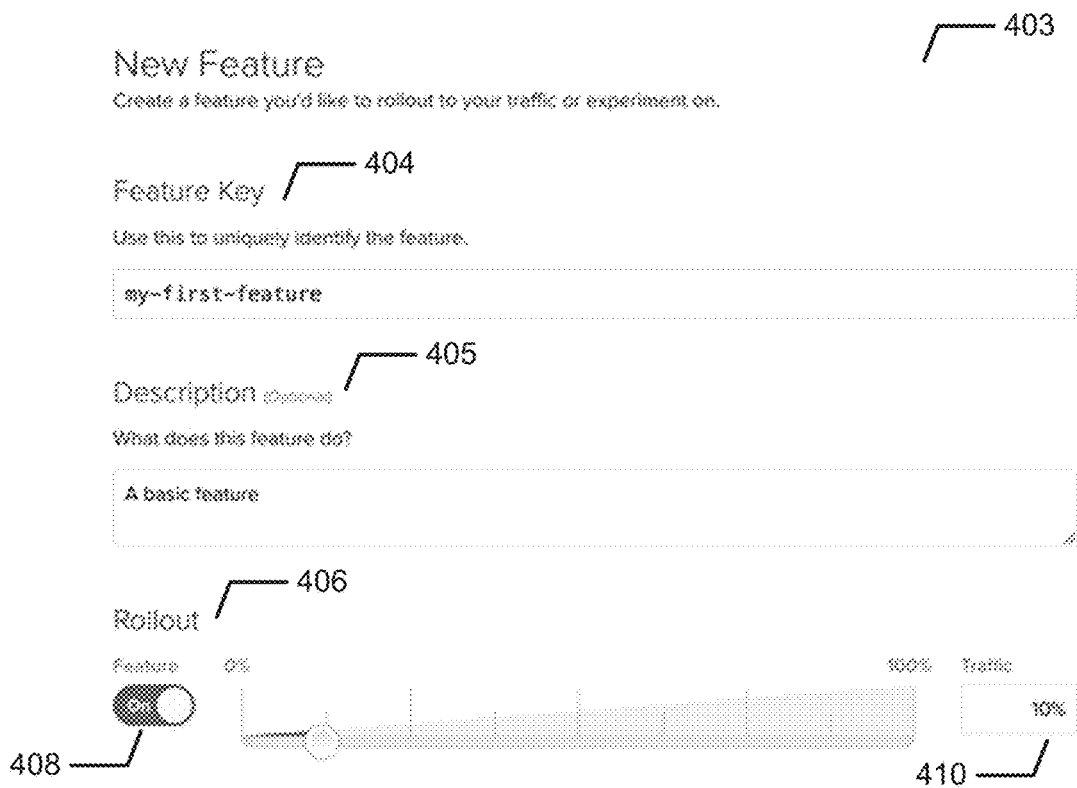 403
New Feature
Create a feature you'd like to rollout to your traffic or experiment on.
404
Feature Key
Use this to uniquely identify the feature.
my-first-feature
405
Description (Optional)
What does this feature do?
A basic feature
406
Rollout
Feature 0% 100% Traffic
ON 10%
408 410